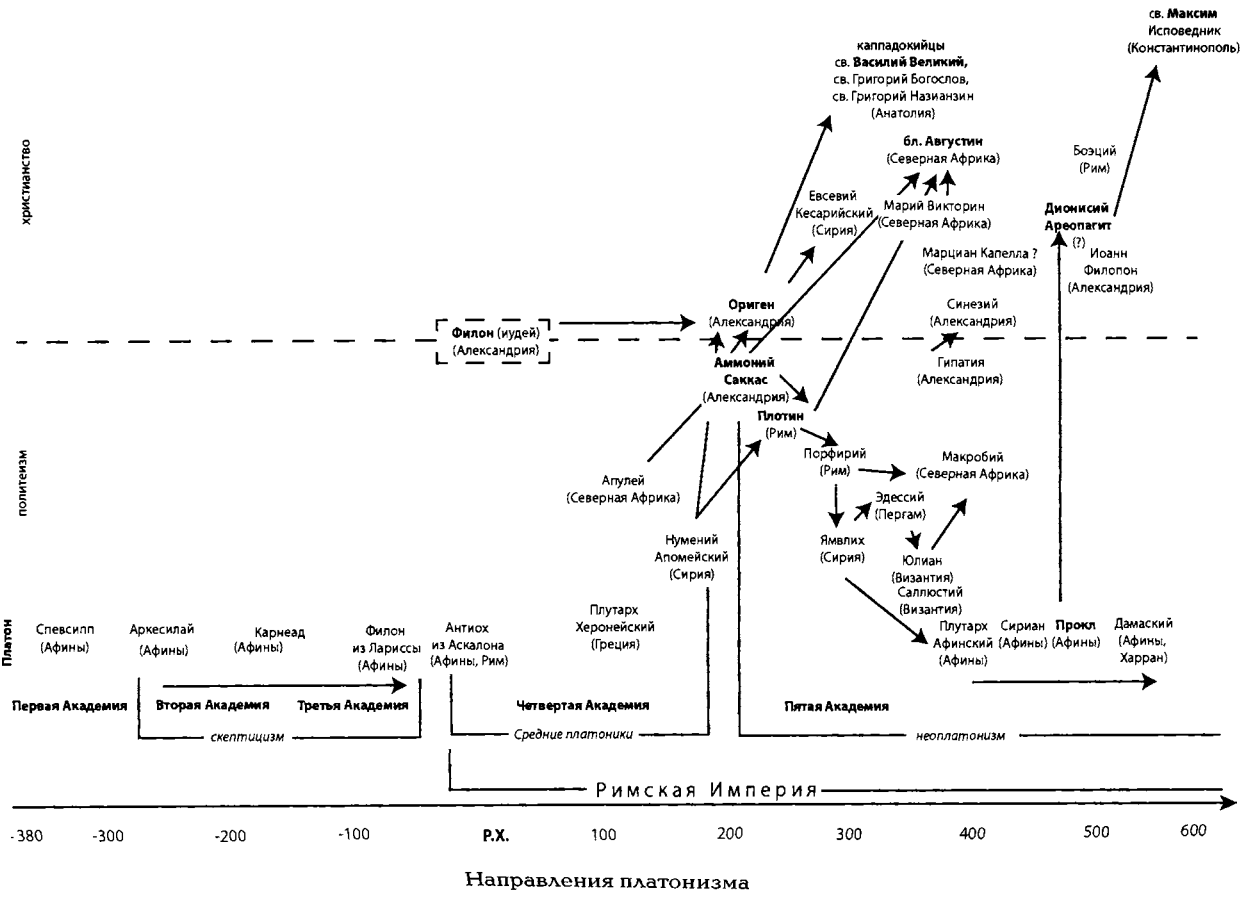 св. Максим
Исповедник
(Константинополь)
каппадокийцы
св. Василий Великий,
св. Григорий Богослов,
св. Григорий Назианзин
(Анатолия)
бл. Августин
(Северная Африка)
Боэций
(Рим)
христианство
Евсевий
Кесарийский
(Сирия)
Марий Викторин
(Северная Африка)
Дионисий
Ареопагит
(?)
Марциан Капелла ?
(Северная Африка)
Иоанн
Филопон
(Александрия)
Ориген
(Александрия)
Синезий
(Александрия)
Филон (иудей)
(Александрия)
Аммоний
Саккас
(Александрия)
Гипатия
(Александрия)
Плотин
(Рим)
политеизм
Порфирий
(Рим)
Макробий
(Северная Африка)
Апулей
(Северная Африка)
Эдессий
(Пергам)
Нумений
Апомейский
(Сирия)
Ямвлих
(Сирия)
Юлиан
(Византия)
Саллюстий
(Византия)
Платон
Спевсилп
(Афины)
Аркесилай
(Афины)
Карнеад
(Афины)
Филон
из Лариссы
(Афины)
Антиох
из Аскалона
(Афины, Рим)
Плутарх
Херонейский
(Греция)
Плутарх
Афинский
(Афины)
Сириан
(Афины)
Прокл
(Афины)
Дамаский
(Афины,
Харран)
Первая Академия
Вторая Академия
Третья Академия
Четвертая Академия
Пятая Академия
скептицизм
Средние платоники
неоплатонизм
Римская Империя
-380 -300 -200 -100 Р.Х. 100 200 300 400 500 600
Направления платонизма